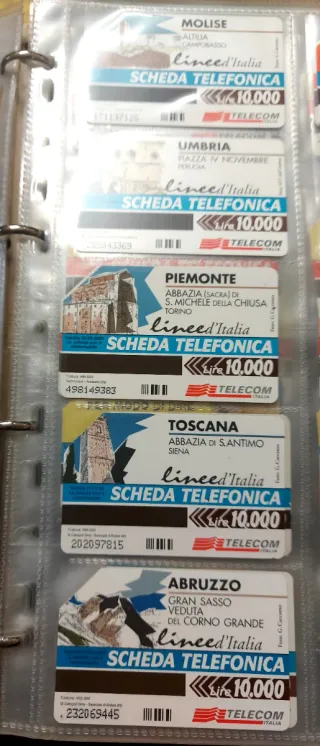 MOLISE
ALTILIA
CAMPOBASSO
linee d'Italia
SCHEDA TELEFONICA
Lire 10.000
TELECOM
ITALIA
UMBRIA
PIAZZA IV NOVEMBRE
PERUGIA
linee d'Italia
SCHEDA TELEFONICA
Lire 10.000
TELECOM
ITALIA
PIEMONTE
ABBAZIA (SACRA) DI
S. MICHELE DELLA CHIUSA
TORINO
linee d'Italia
SCHEDA TELEFONICA
Lire 10.000
498149383
TELECOM
ITALIA
TOSCANA
ABBAZIA DI S.ANTIMO
SIENA
linee d'Italia
SCHEDA TELEFONICA
Lire 10.000
202097815
TELECOM
ITALIA
ABRUZZO
GRAN SASSO
VEDUTA
DEL CORNO GRANDE
linee d'Italia
SCHEDA TELEFONICA
Lire 10.000
232069445
TELECOM
ITALIA